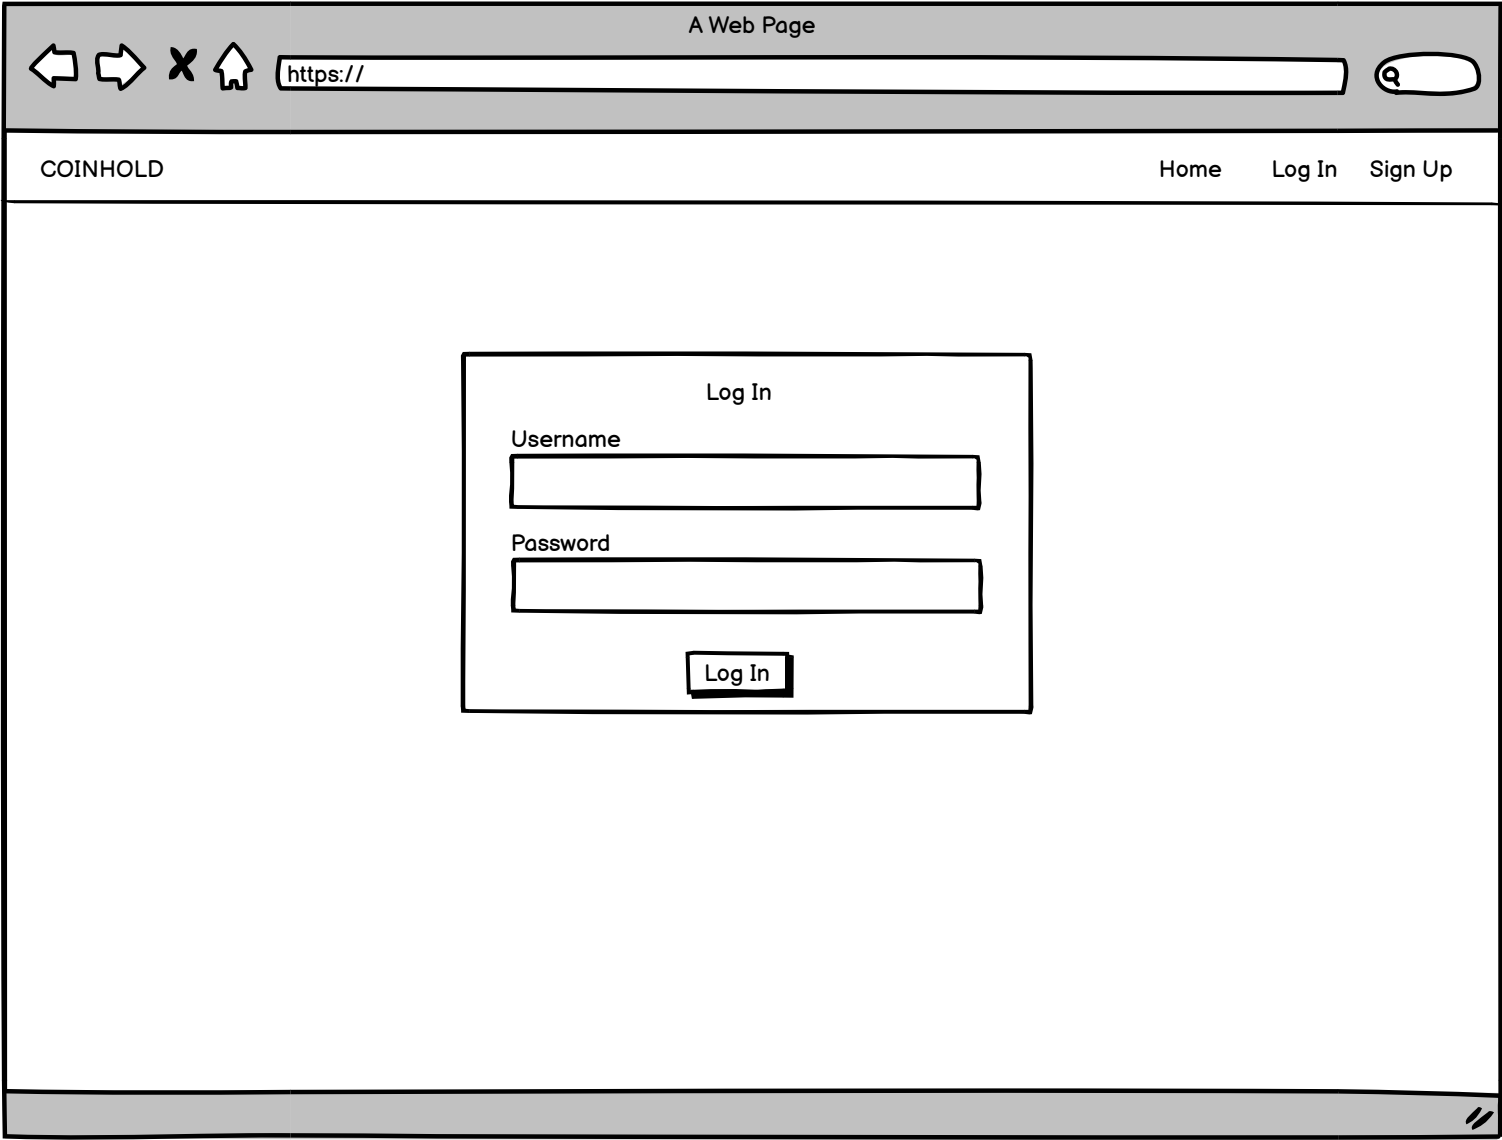 A Web Page
https://
COINHOLD Home Log In Sign Up
Log In
Username
Password
Log In